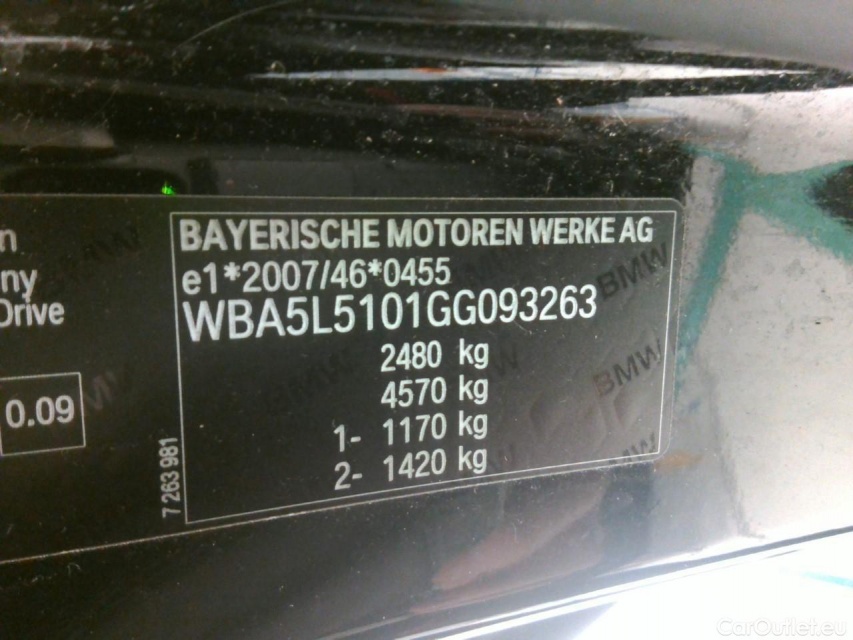 n
ny
Drive
0.09
7 263 981
BAYERISCHE MOTOREN WERKE AG
e1*2007/46*0455
WBA5L5101GG093263
2480 kg
4570 kg
1- 1170 kg
2- 1420 kg
BMW
BMW
BMW
CarOutlet.eu